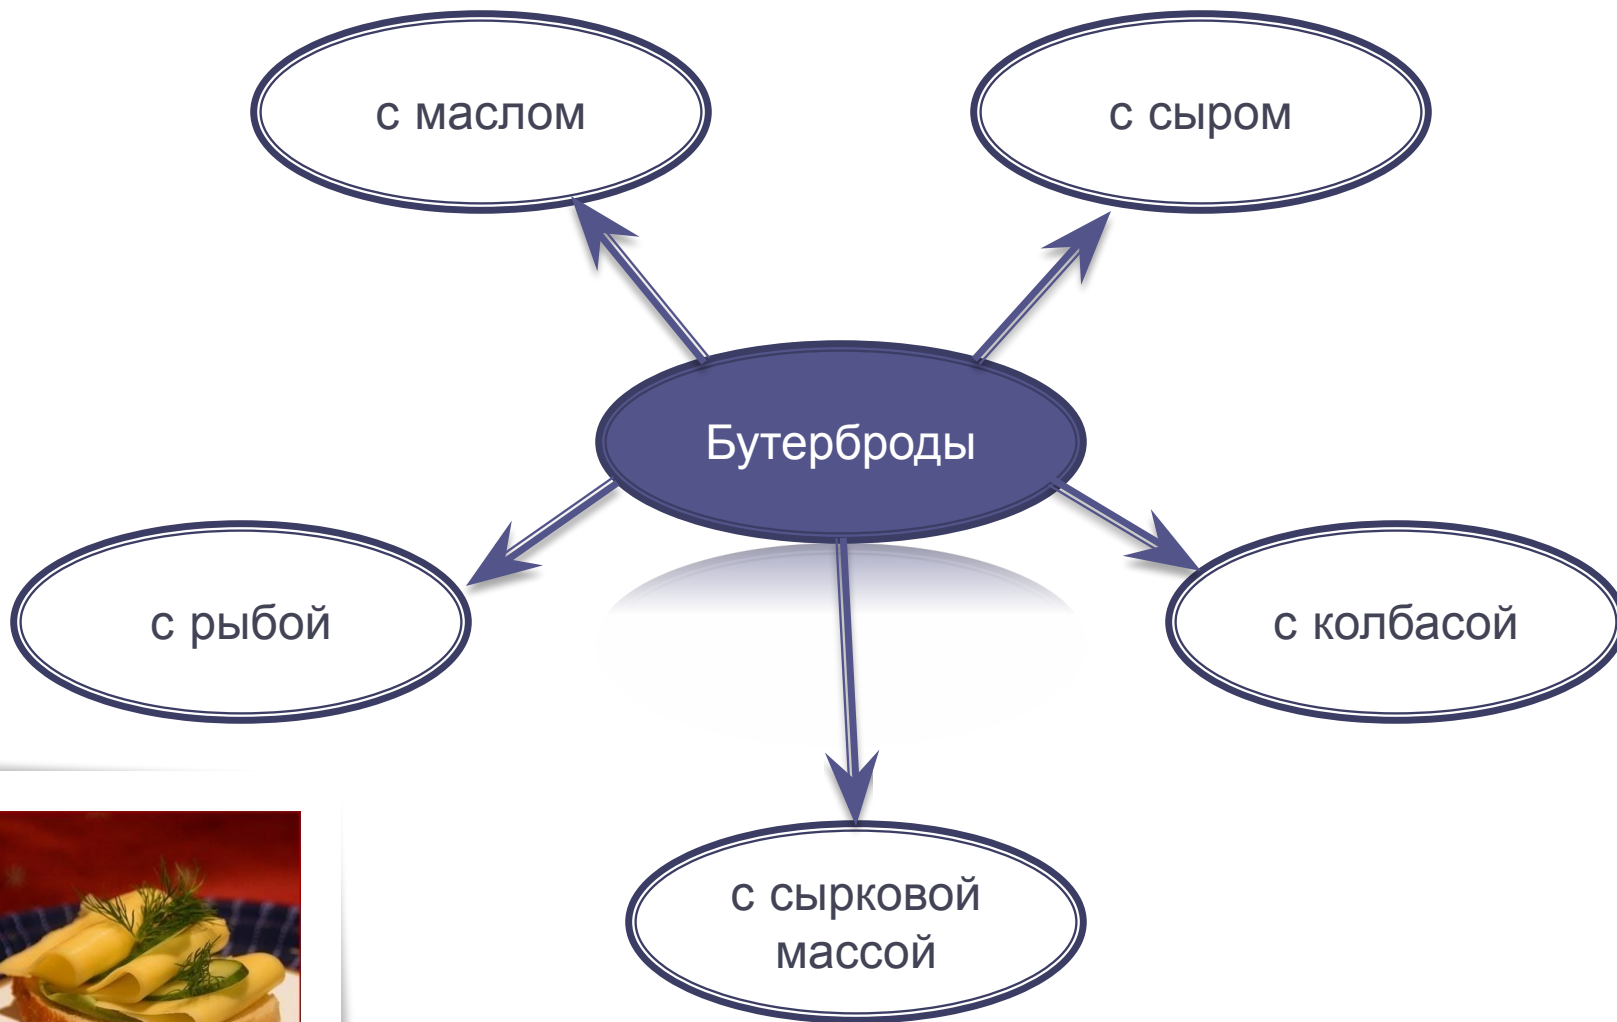 с маслом
с сыром
Бутерброды
с рыбой
с колбасой
с сырковой
массой